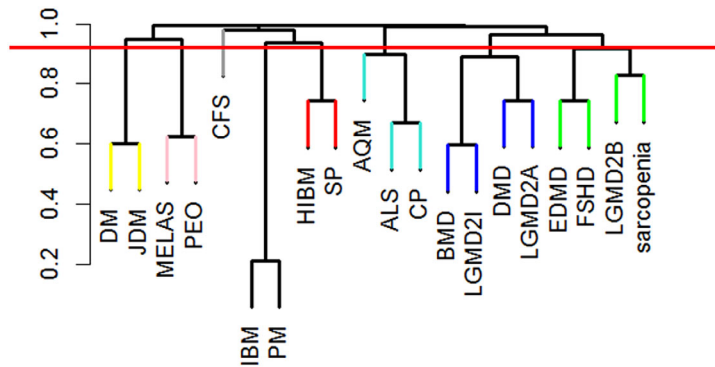 1.0
0.8
0.6
0.4
0.2
DM
JDM
MELAS
PEO
CFS
IBM
PM
HIBM
SP
AQM
ALS
CP
BMD
LGMD2I
DMD
LGMD2A
EDMD
FSHD
LGMD2B
sarcopenia